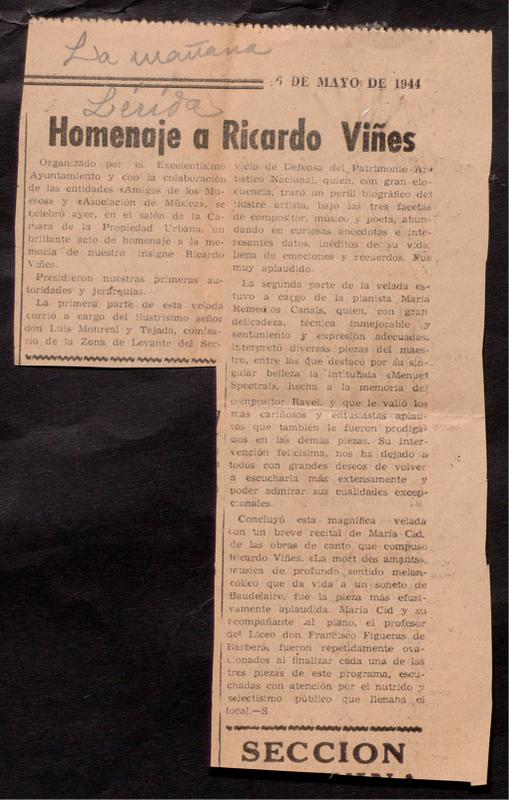 La mañana
6 DE MAYO DE 1944
Lérida
Homenaje a Ricardo Viñes
Organizado por el Execlentísimo
Ayuntamiento y con la colaboración
de las entidades «Amigos de los Mu-
seos» y «Asociación de Música», se
celebró ayer, en el salón de la Cá-
mara de la Propiedad Urbana, un
brillante acto de homenaje a la me-
moria de nuestro insigne Ricardo
Viñes.
Presidieron nuestras primeras au-
toridades y jerarquías.
La primera parte de esta velada
corrió a cargo del ilustrísimo señor
don Luis Monreal y Tejada, comisa-
rio de la Zona de Levante del Ser-
vicio de Defensa del Patrimonio Ar-
tístico Nacional, quien, con gran elo-
cuencia, trazó un perfil biográfico del
ilustre artista, bajo las tres facetas
de compositor, músico y poeta, abun-
dando en curiosas anécdotas e inte-
resantes datos, inéditos de su vida,
llena de emociones y recuerdos. Fué
muy aplaudido.
La segunda parte de la velada es-
tuvo a cargo de la pianista María
Remedios Canals, quien, con gran
delicadeza, técnica inmejorable y
sentimiento y expresión adecuadas,
interpretó diversas piezas del maes-
tro, entre las que destacó por su sin-
gular belleza la intitulada «Menuet
Spectral», hecha a la memoria del
compositor Ravel, y que le valió los
más cariñosos y entusiastas aplau-
sos que también le fueron prodiga-
dos en las demás piezas. Su inter-
vención felicísima, nos ha dejado a
todos con grandes deseos de volver
a escucharla más extensamente y
poder admirar sus cualidades excep-
cionales.
Concluyó esta magnífica velada
con un breve recital de María Cid,
de las obras de canto que compuso
Ricardo Viñes. «La mort des amants»,
música de profundo sentido melan-
cólico que da vida a un soneto de
Baudelaire, fue la pieza más efusi-
vamente aplaudida. María Cid y su
acompañante al piano, el profesor
del Liceo don Francisco Figueras de
Barberá, fueron repetidamente ova-
cionados al finalizar cada una de las
tres piezas de este programa, escu-
chadas con atención por el nutrido y
selectísimo público que llenaba el
local.—S.
SECCION